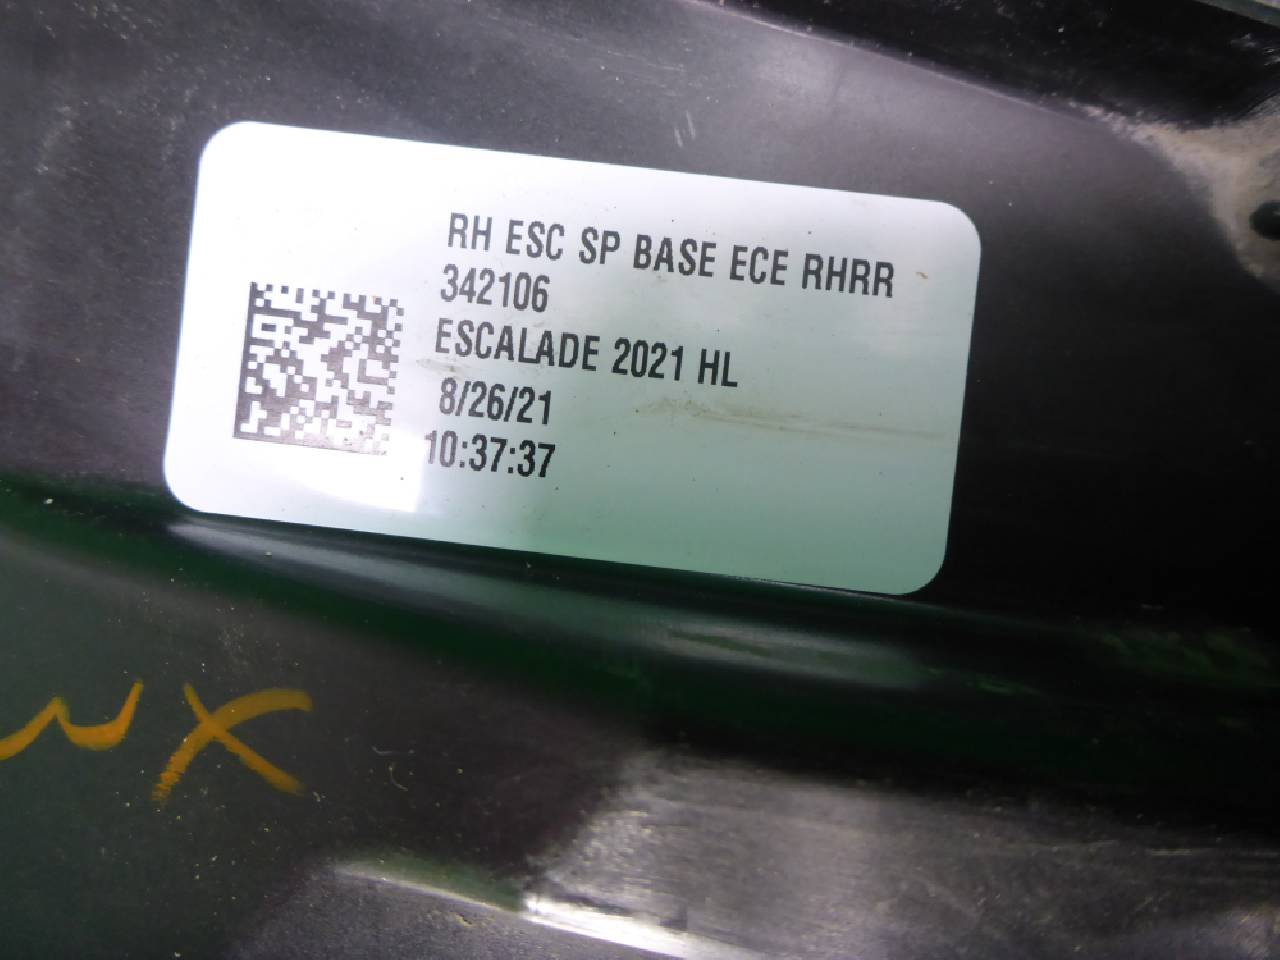 RH ESC SP BASE ECE RHRR
342106
ESCALADE 2021 HL
8/26/21
10:37:37